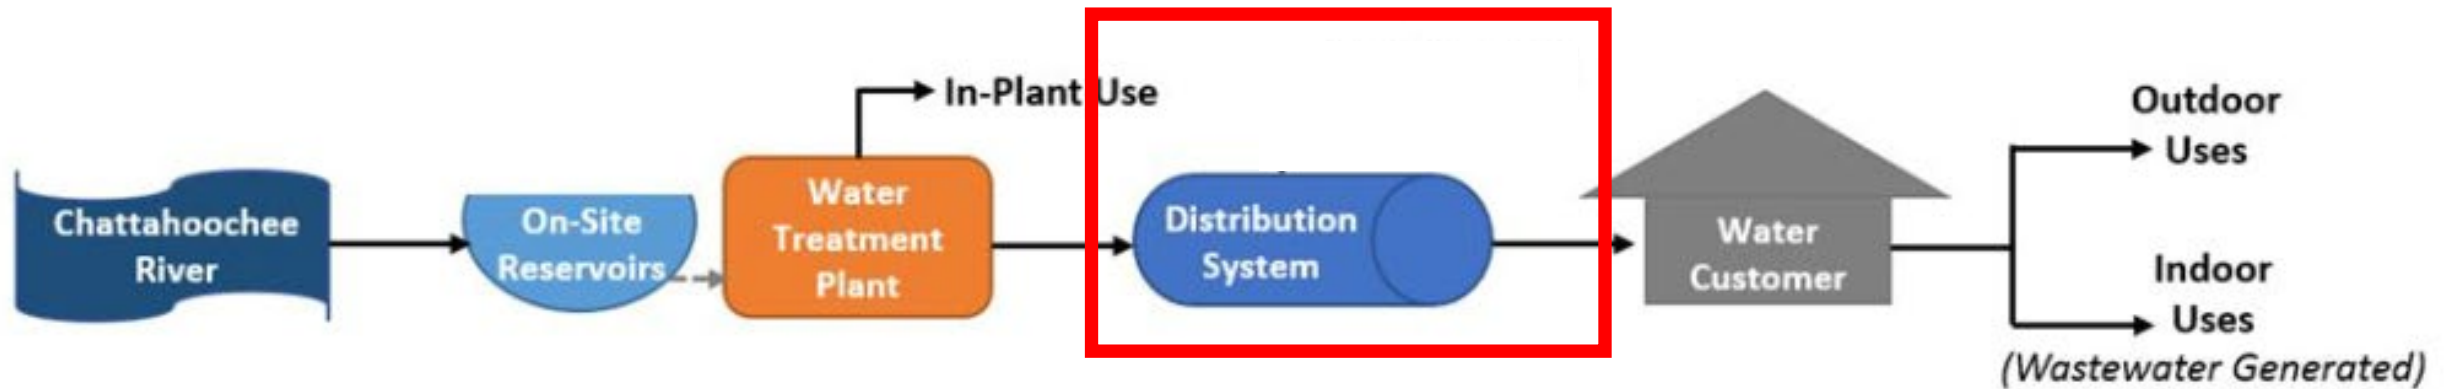 Chattahoochee
River
On-Site
Reservoirs
In-Plant Use
Water
Treatment
Plant
Distribution
System
Water
Customer
Outdoor
Uses
Indoor
Uses
(Wastewater Generated)